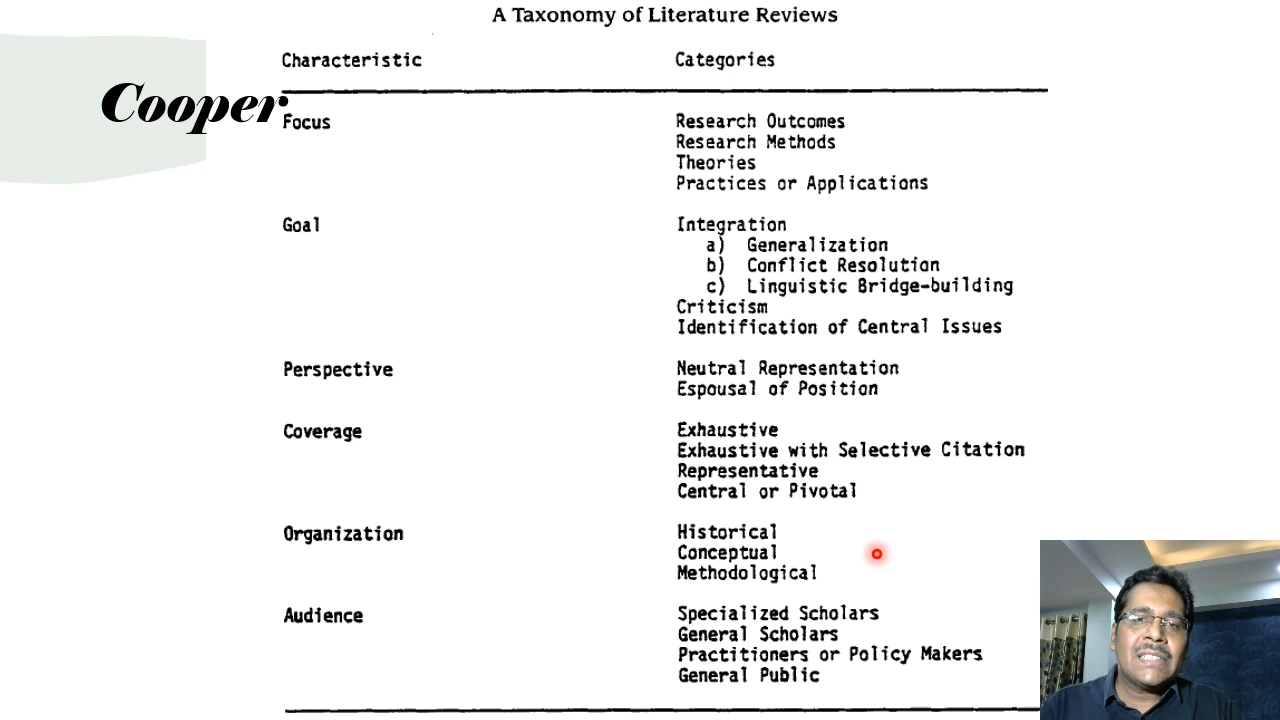 A Taxonomy of Literature Reviews
Characteristic Categories
Cooper
Focus Research Outcomes
Research Methods
Theories
Practices or Applications
Goal Integration
a) Generalization
b) Conflict Resolution
c) Linguistic Bridge-building
Criticism
Identification of Central Issues
Perspective Neutral Representation
Espousal of Position
Coverage Exhaustive
Exhaustive with Selective Citation
Representative
Central or Pivotal
Organization Historical
Conceptual
Methodological
Audience Specialized Scholars
General Scholars
Practitioners or Policy Makers
General Public